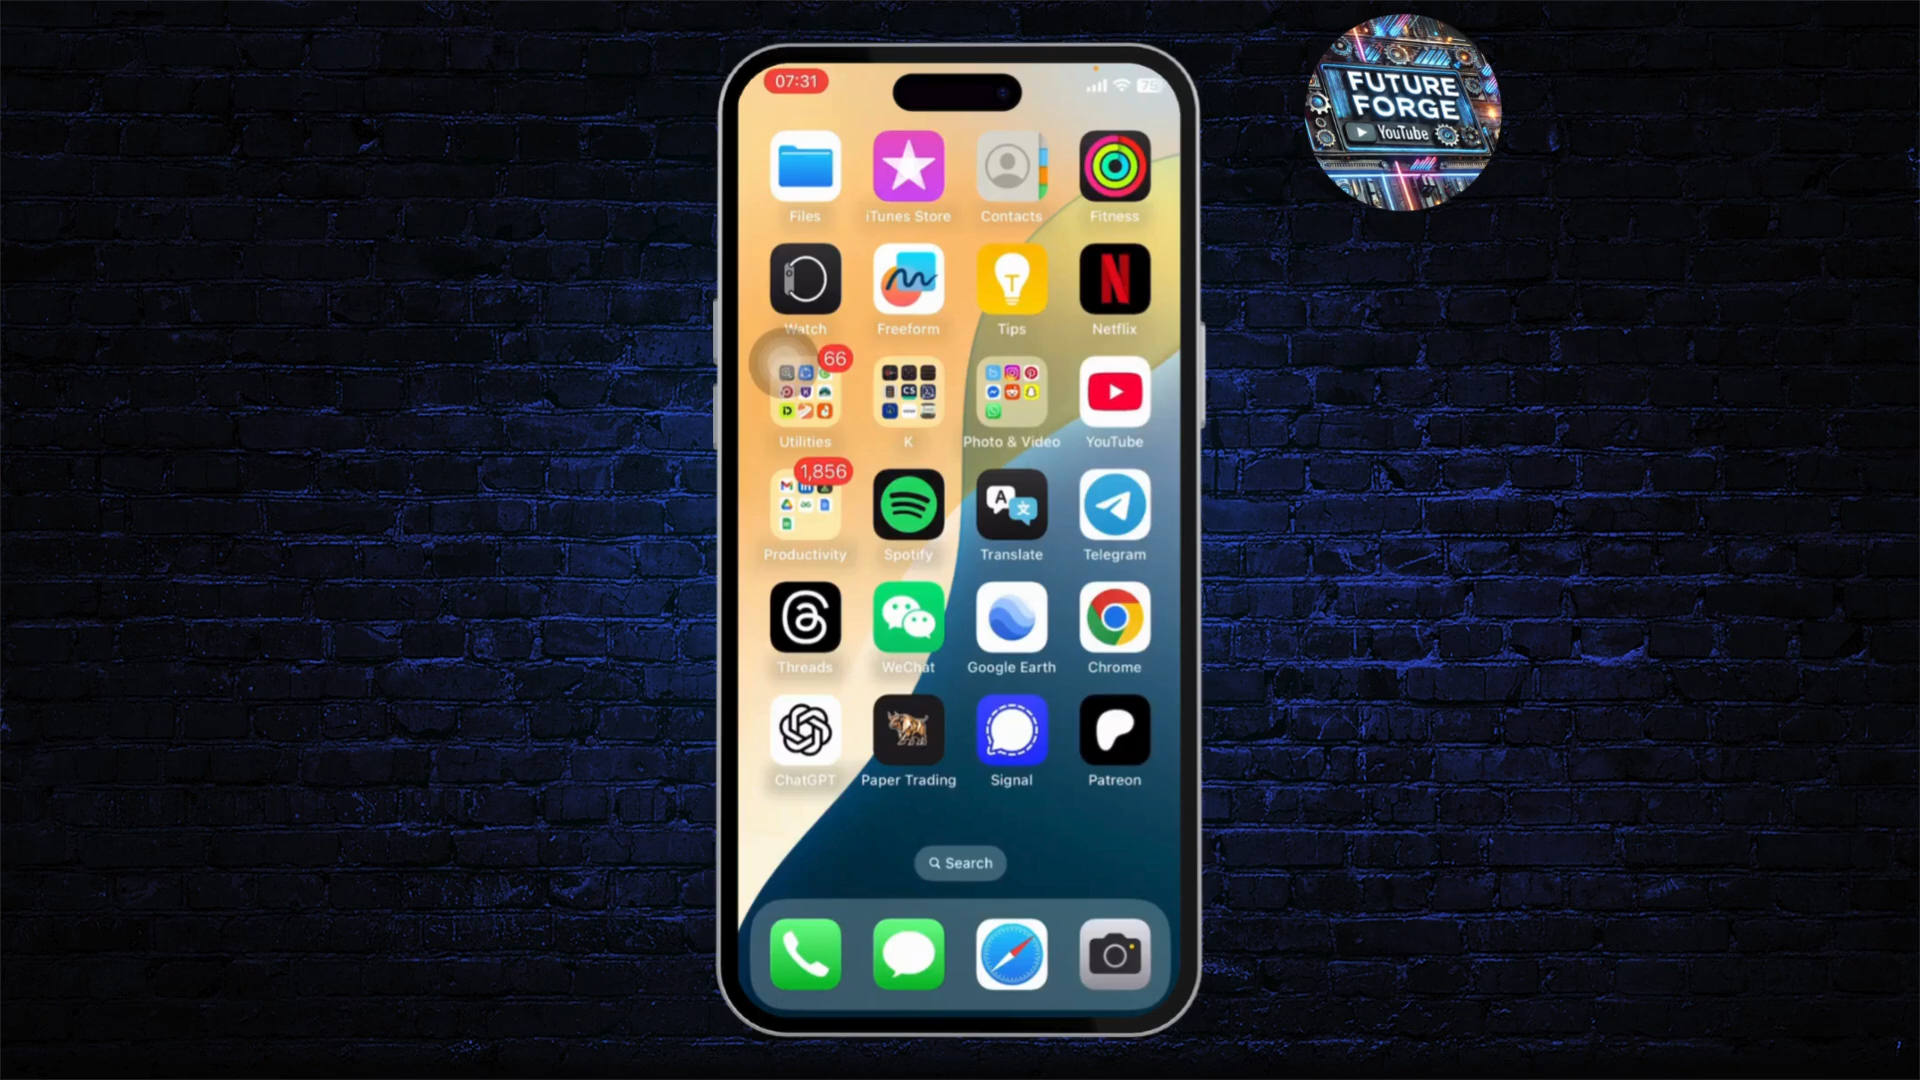 07:31
FUTURE
FORGE
YouTube
Files
iTunes Store
Contacts
Fitness
Watch
Freeform
Tips
Netflix
66
Utilities
K
Photo & Video
YouTube
1,856
Productivity
Spotify
Translate
Telegram
Threads
WeChat
Google Earth
Chrome
ChatGPT
Paper Trading
Signal
Patreon
Search